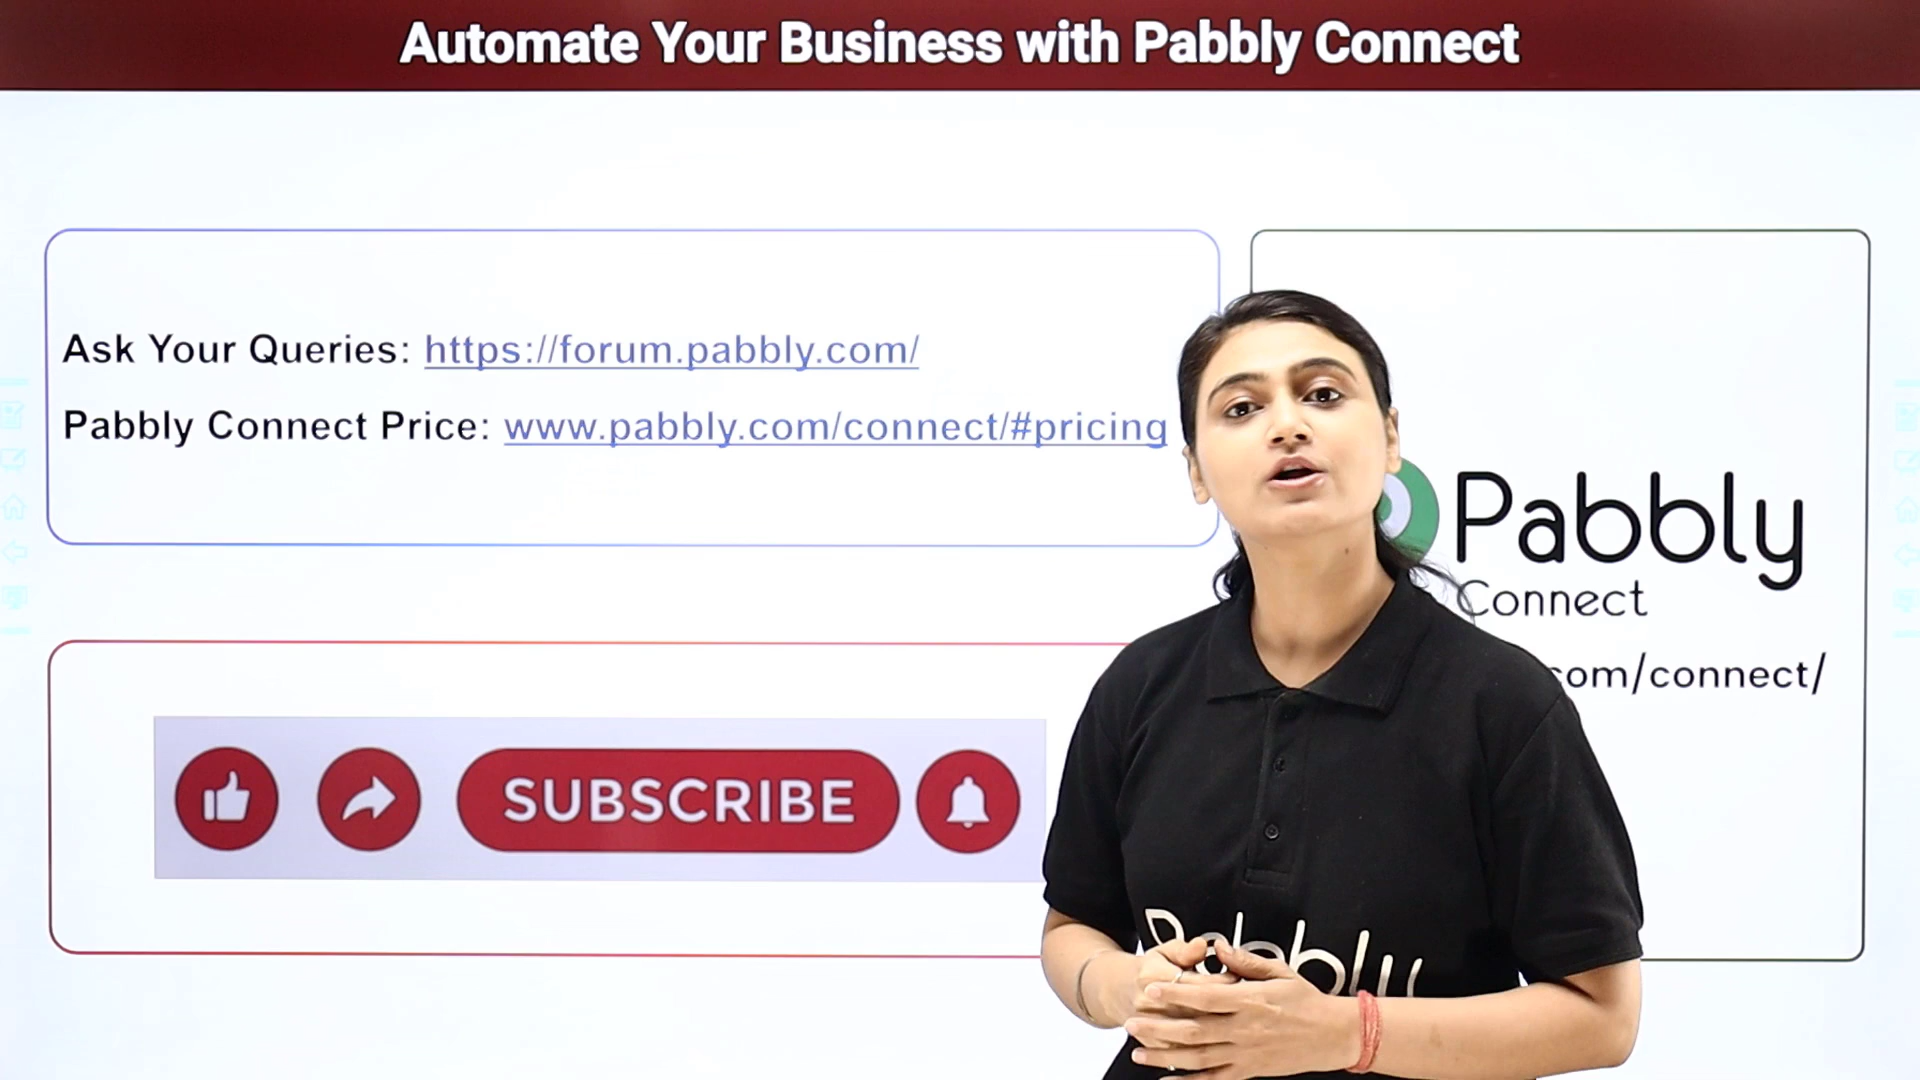 Automate Your Business with Pabbly Connect
Ask Your Queries: https://forum.pabbly.com/
Pabbly Connect Price: www.pabbly.com/connect/#pricing
Pabbly
Connect
com/connect/
SUBSCRIBE
Pabbly